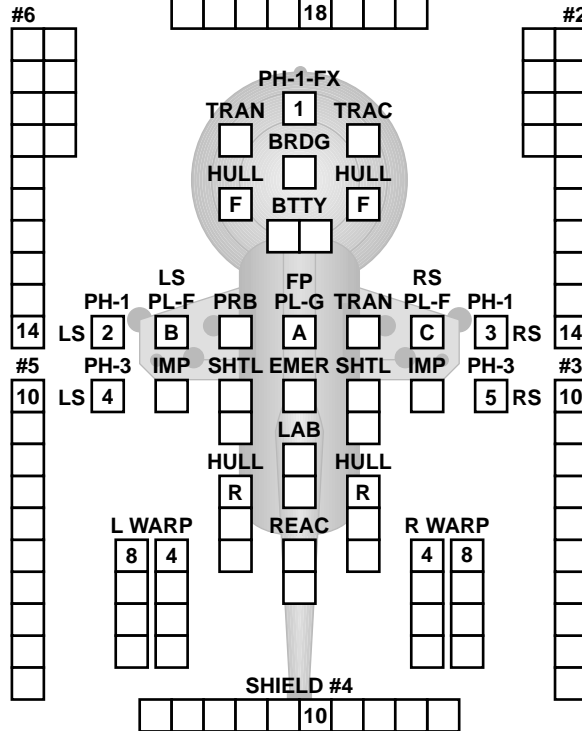 #6 18 #2
PH-1-FX
TRAN 1 TRAC
BRDG
HULL HULL
F BTTY F
LS FP RS
PH-1 PL-F PRB PL-G TRAN PL-F PH-1
14 LS 2 B A C 3 RS 14
#5 PH-3 IMP SHTL EMER SHTL IMP PH-3 #3
10 LS 4 5 RS 10
LAB
HULL HULL
R R
L WARP REAC R WARP
8 4 4 8
SHIELD #4
10